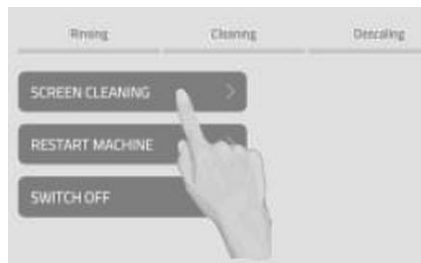 Rinsing Cleaning Descaling
SCREEN CLEANING
RESTART MACHINE
SWITCH OFF